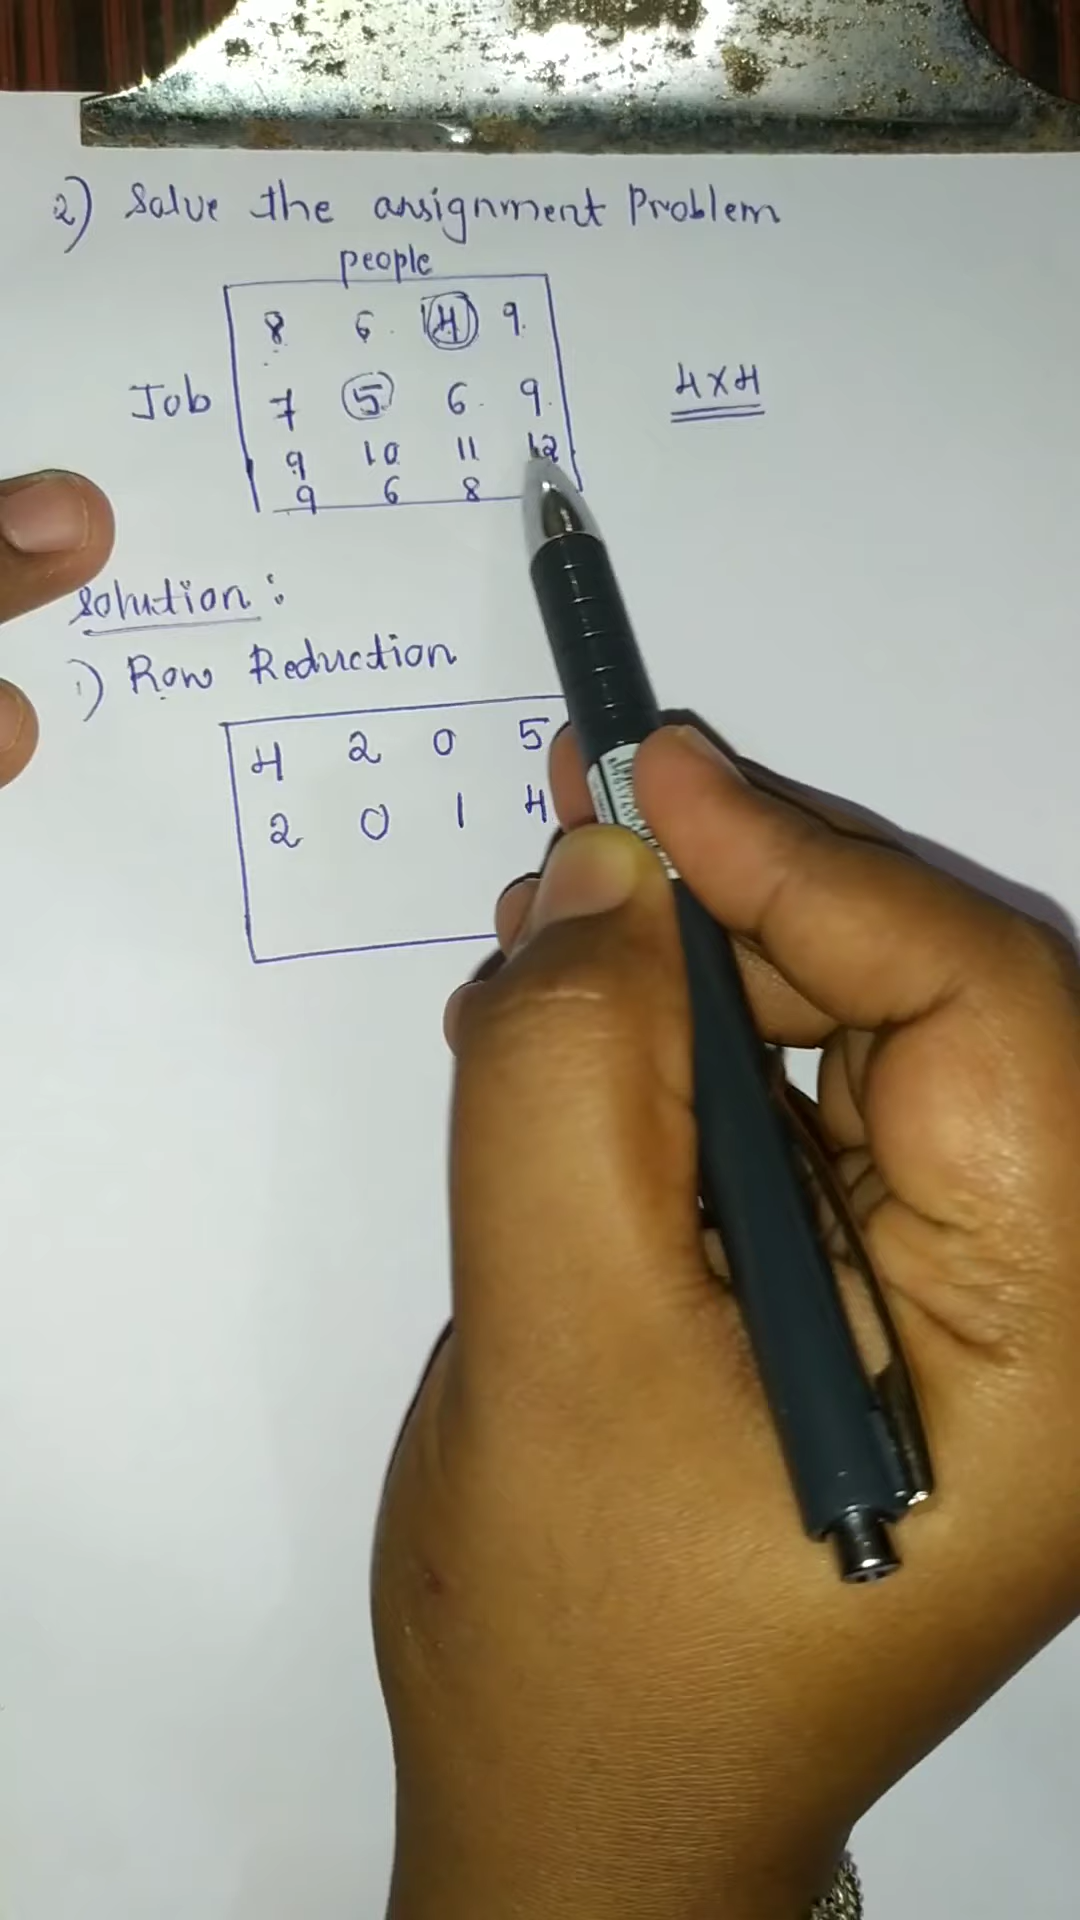 2) Solve the assignment Problem
people
8 6 4 9
Job 7 5 6 9 4x4
9 10 11 12
9 6 8
Solution:
1) Row Reduction
4 2 0 5
2 0 1 4